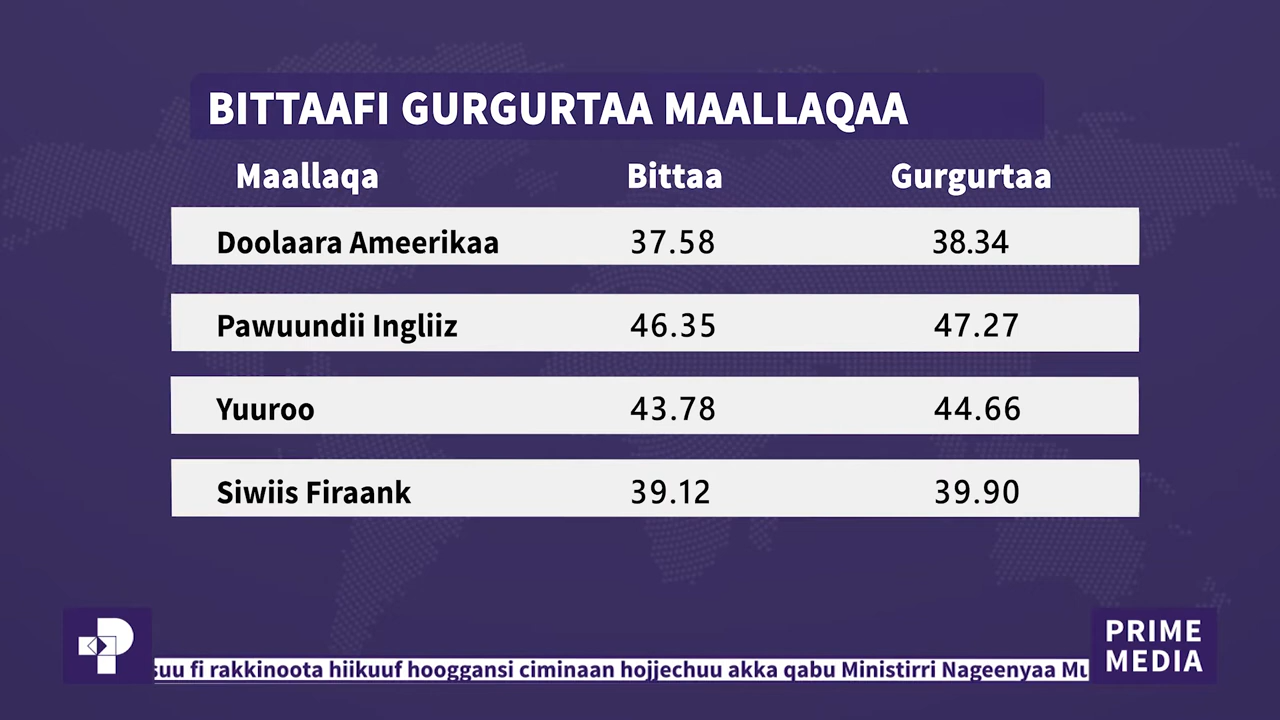 BITTAAFI GURGURTAA MAALLAQAA
Maallaqa Bittaa Gurgurtaa
Doolaara Ameerikaa 37.58 38.34
Pawuundii Ingliiz 46.35 47.27
Yuuroo 43.78 44.66
Siwiis Firaank 39.12 39.90
fi rakkinoota hiikuuf hooggansi ciminaan hojjechuu akka qabu Ministirri Nageenyaa
PRIME
MEDIA